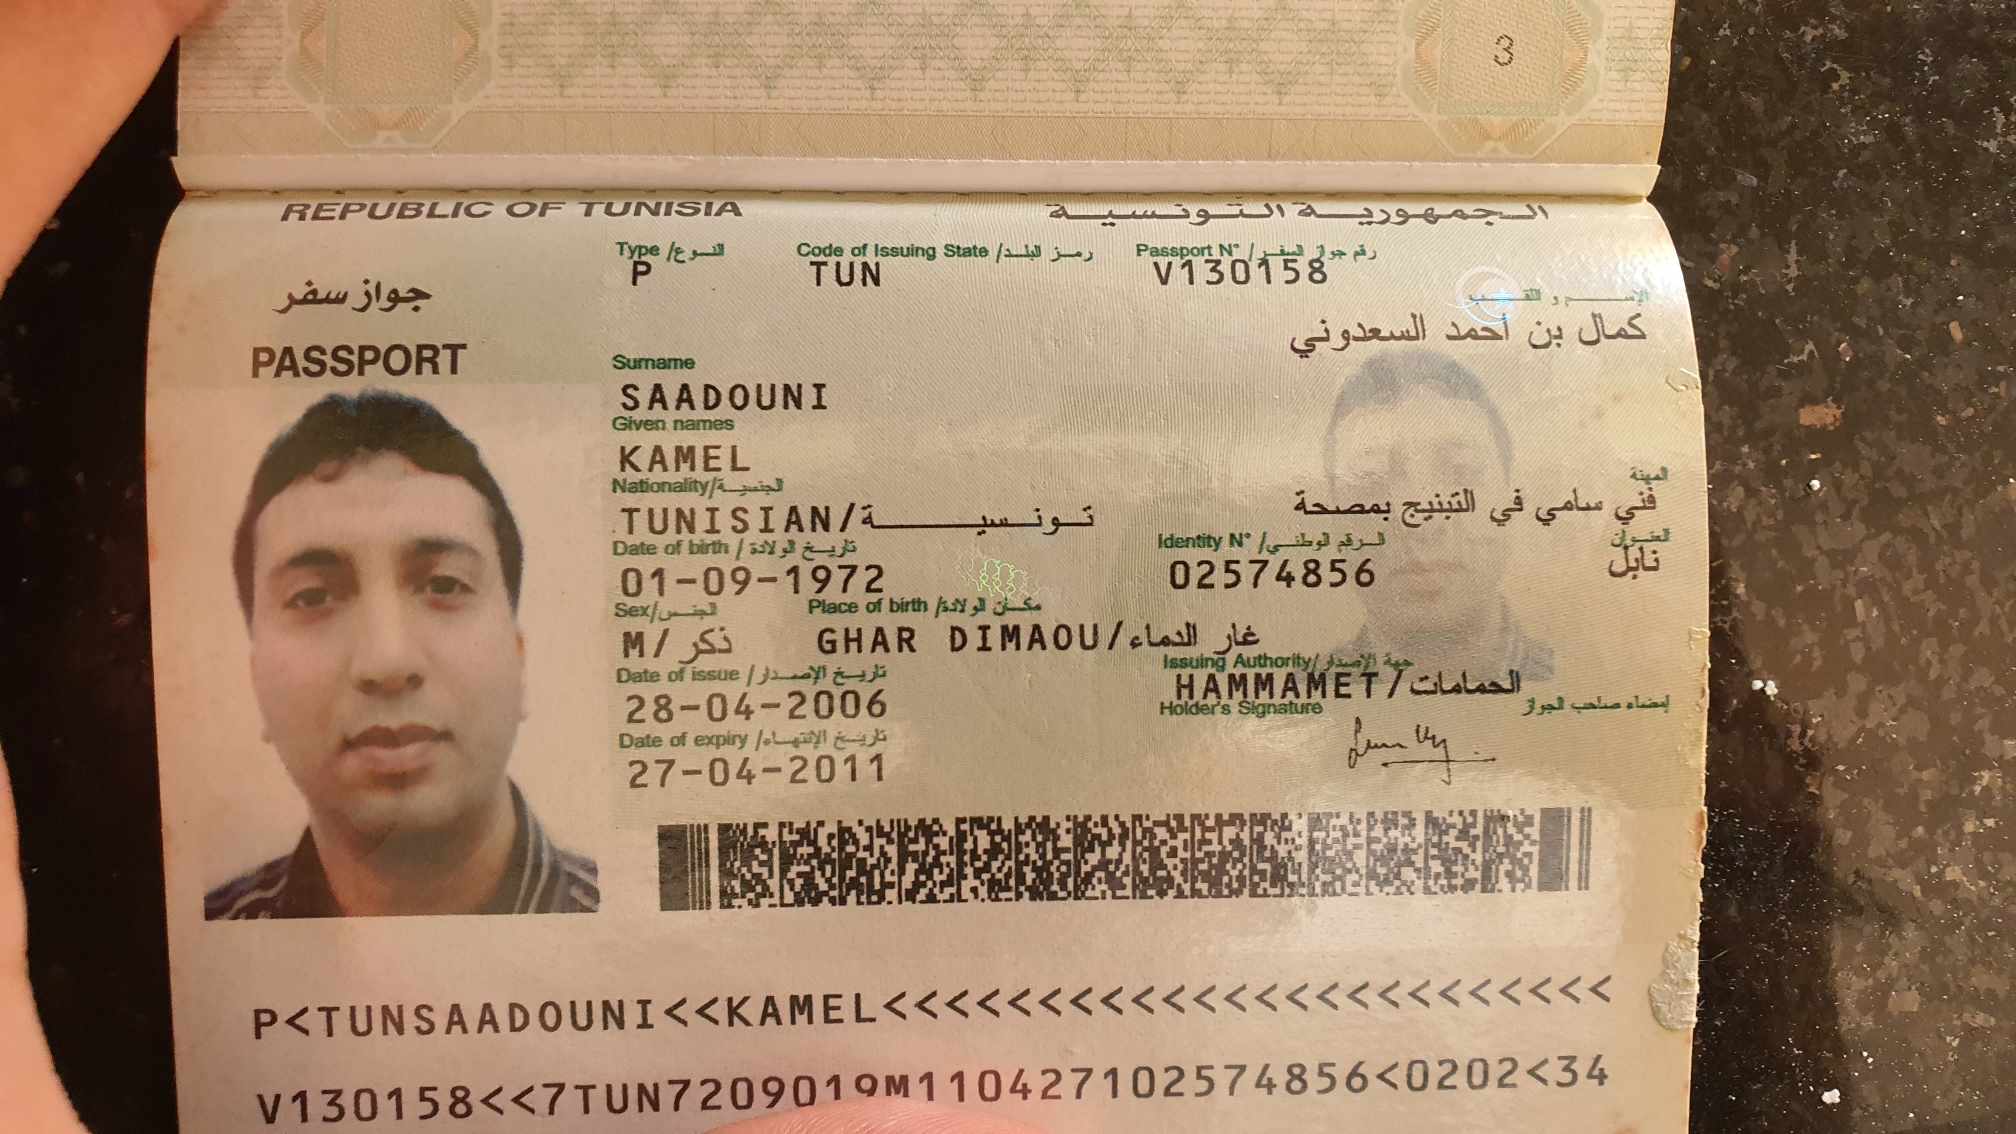 3
REPUBLIC OF TUNISIA الجمهورية التونسية
Type /النوع Code of Issuing State /رمز البلد Passport N° /رقم جواز السفر
P TUN V130158
جواز سفر
الإسم و اللقب
كمال بن أحمد السعدوني
PASSPORT
Surname
SAADOUNI
Given names
KAMEL
Nationality/الجنسية
المهنة
TUNISIAN/تونسية
فني سامي في التبنيج بمصحة
Date of birth /تاريخ الولادة Identity N° /الرقم الوطني العنوان
01-09-1972 02574856 نابل
Sex/الجنس Place of birth /مكان الولادة
M/ذكر GHAR DIMAOU/غار الدماء
Date of issue /تاريخ الإصدار Issuing Authority/جهة الإصدار
28-04-2006 HAMMAMET/الحمامات
Holder's Signature إمضاء صاحب الجواز
Date of expiry /تاريخ الإنتهاء
27-04-2011
P<TUNSAADOUNI<<KAMEL<<<<<<<<<<<<<<<<<<<<<<<<
V130158<<7TUN7209019M110427102574856<0202<34